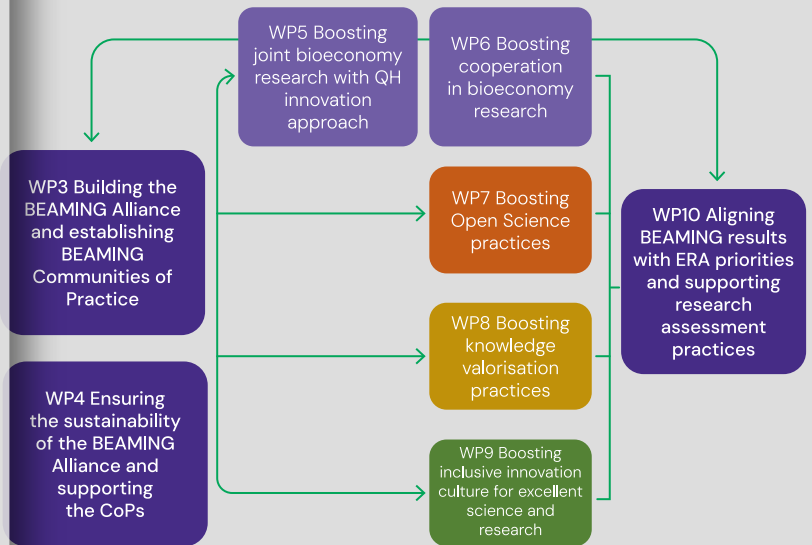 WP5 Boosting
joint bioeconomy
research with QH
innovation
approach
WP6 Boosting
cooperation
in bioeconomy
research
WP3 Building the
BEAMING Alliance
and establishing
BEAMING
Communities of
Practice
WP7 Boosting
Open Science
practices
WP10 Aligning
BEAMING results
with ERA priorities
and supporting
research
assessment
practices
WP8 Boosting
knowledge
valorisation
practices
WP4 Ensuring
the sustainability
of the BEAMING
Alliance and
supporting
the CoPs
WP9 Boosting
inclusive innovation
culture for excellent
science and
research